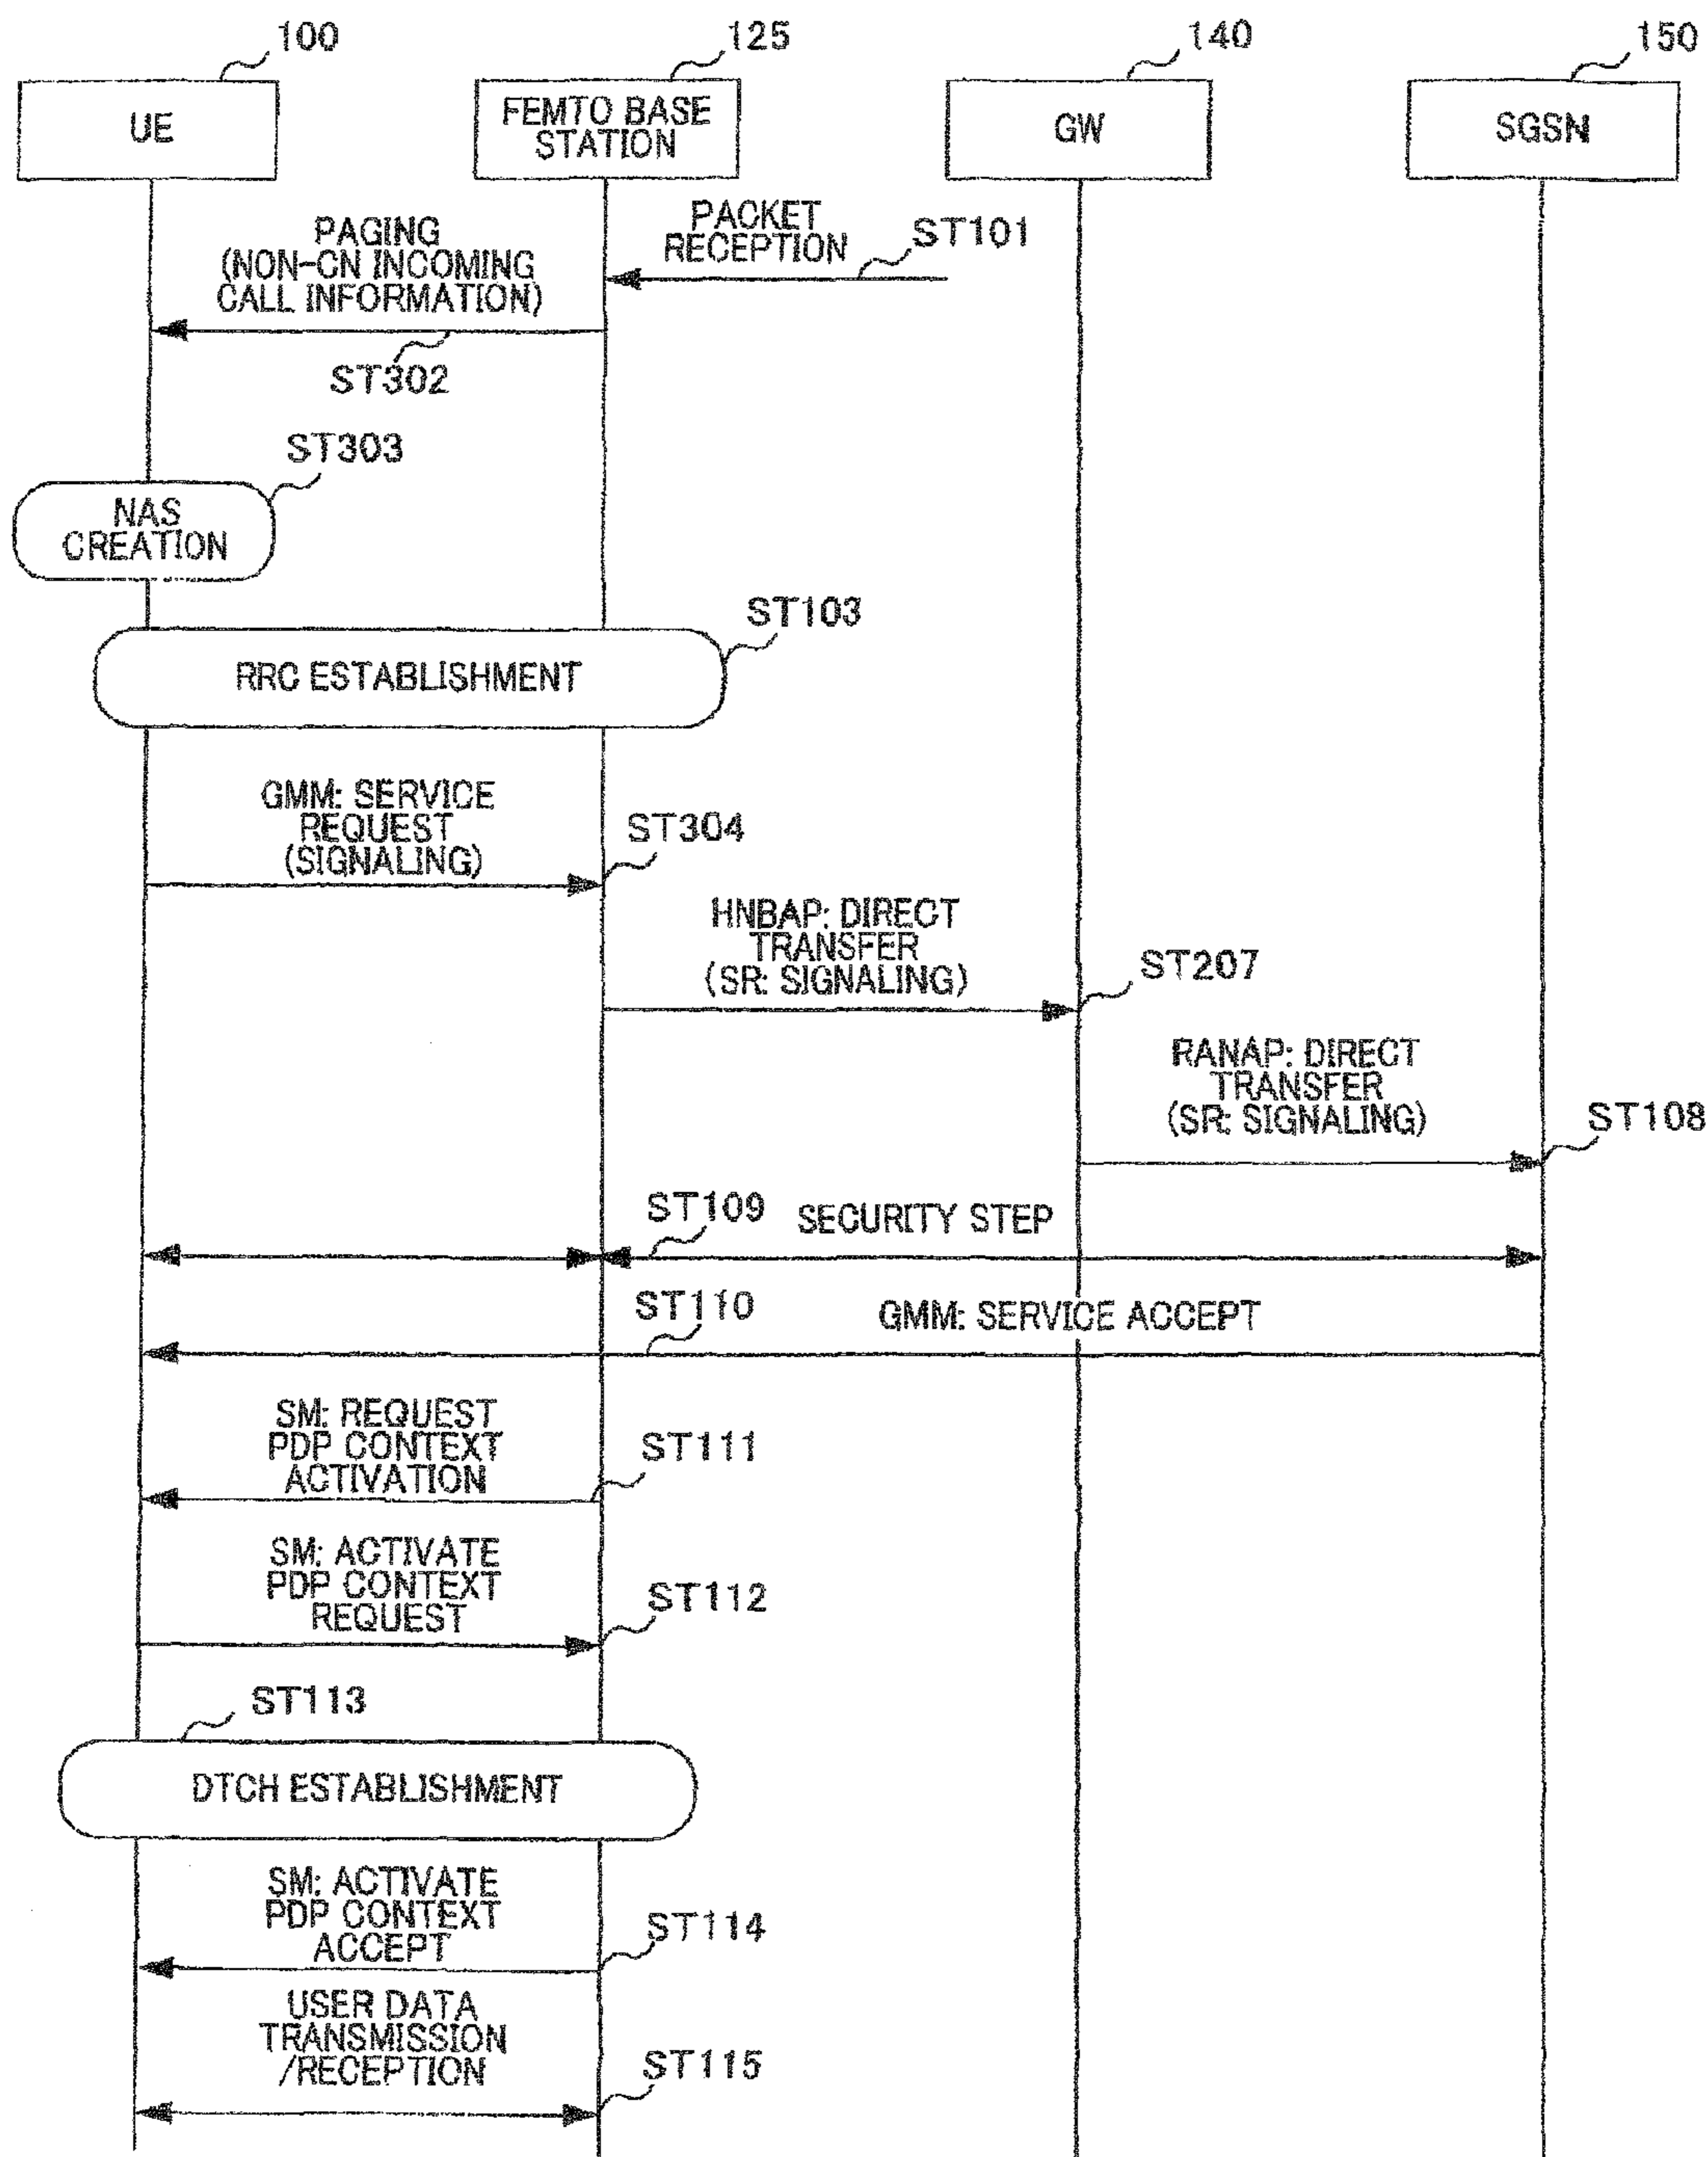 100
125
140
150
UE
FEMTO BASE
STATION
GW
SGSN
PACKET
RECEPTION
ST101
PAGING
(NON-CN INCOMING
CALL INFORMATION)
ST302
ST303
NAS
CREATION
ST103
RRC ESTABLISHMENT
GMM: SERVICE
REQUEST
(SIGNALING)
ST304
HNBAP: DIRECT
TRANSFER
(SR: SIGNALING)
ST207
RANAP: DIRECT
TRANSFER
(SR: SIGNALING)
ST108
ST109
SECURITY STEP
ST110
GMM: SERVICE ACCEPT
SM: REQUEST
PDP CONTEXT
ACTIVATION
ST111
SM: ACTIVATE
PDP CONTEXT
REQUEST
ST112
ST113
DTCH ESTABLISHMENT
SM: ACTIVATE
PDP CONTEXT
ACCEPT
ST114
USER DATA
TRANSMISSION
/RECEPTION
ST115